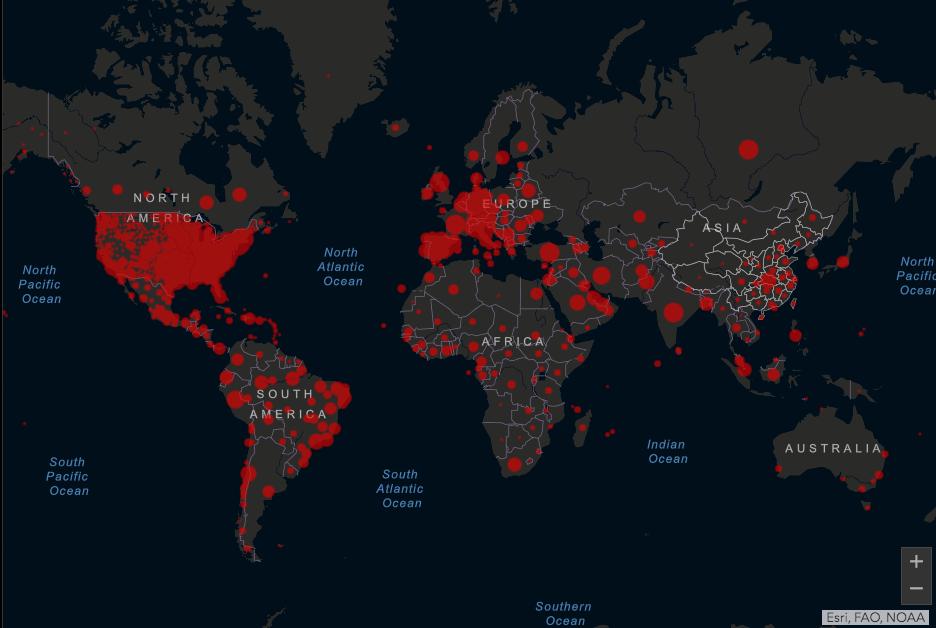 NORTH
AMERICA
EUROPE
ASIA
North
Atlantic
Ocean
North
Pacific
Ocean
North
Pacific
Ocean
AFRICA
SOUTH
AMERICA
Indian
Ocean
AUSTRALIA
South
Pacific
Ocean
South
Atlantic
Ocean
+
−
Southern
Ocean
Esri, FAO, NOAA